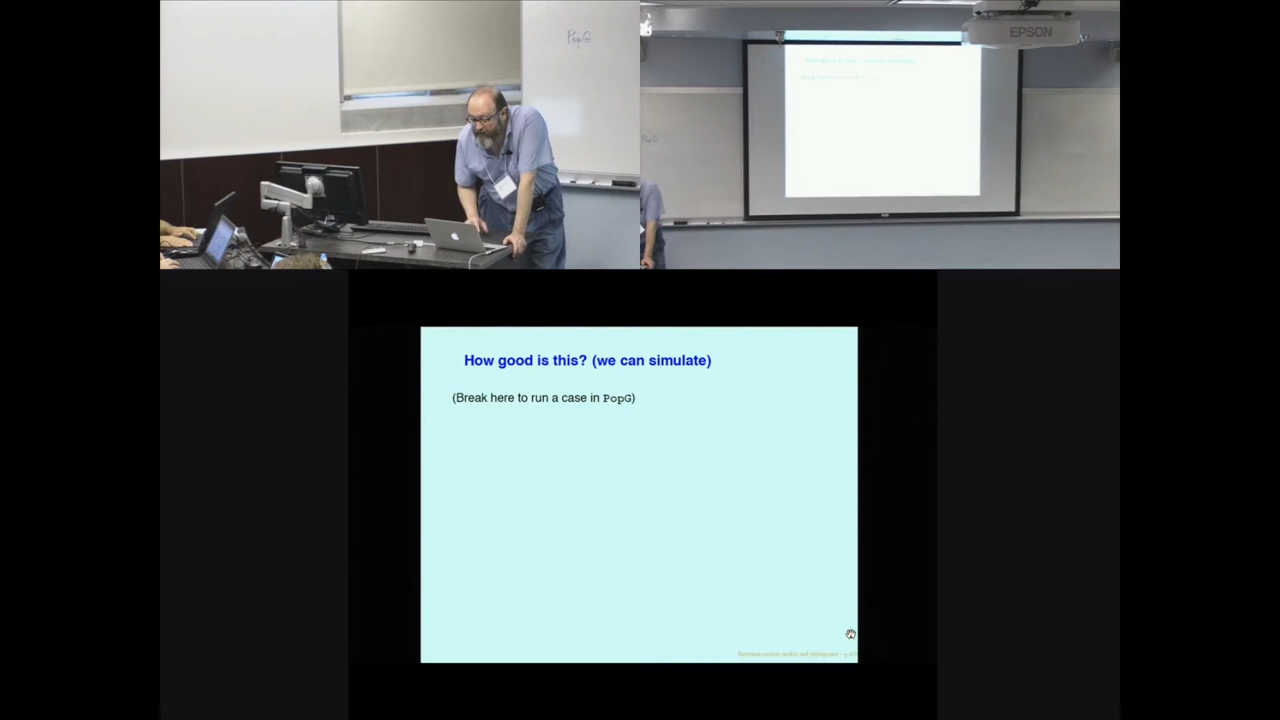 PopG
EPSON
How good is this? (we can simulate)
(Break here to run a case in PopG)